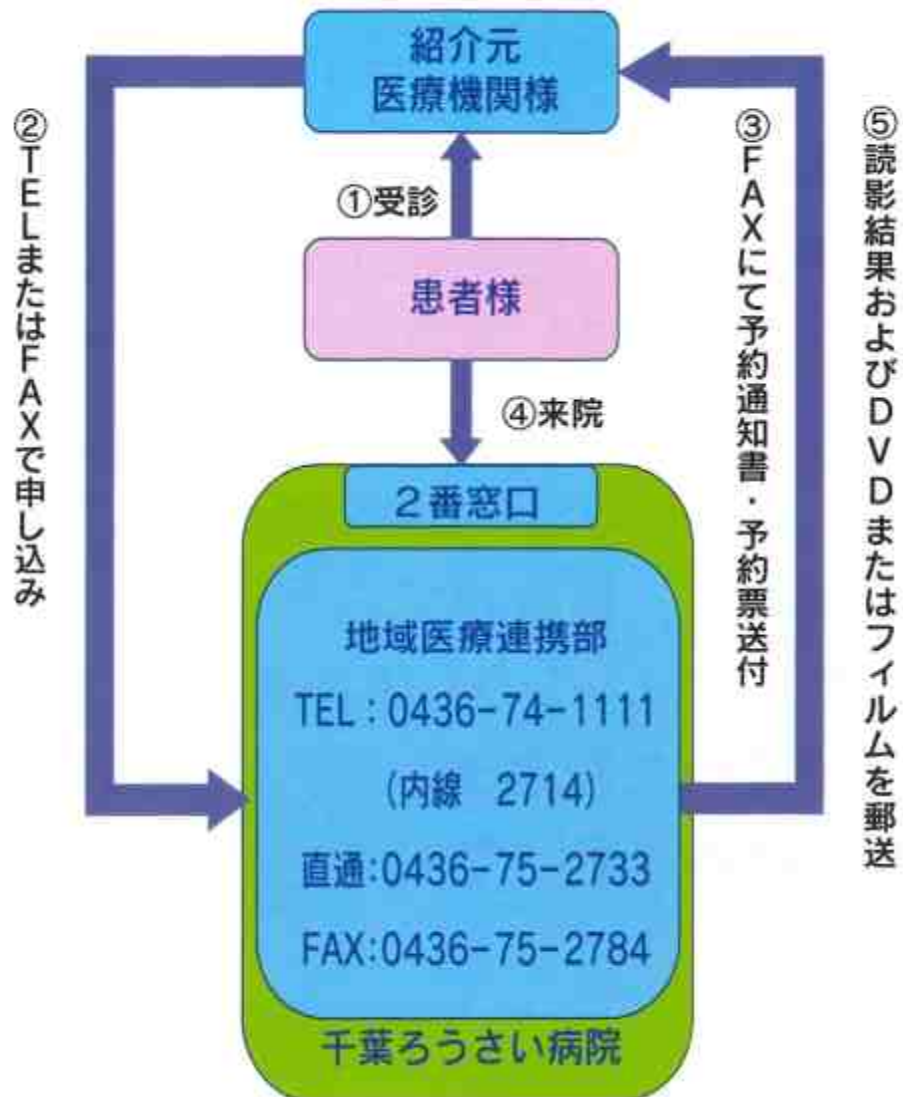 紹介元
医療機関様
①受診
患者様
②TELまたはFAXで申し込み
③FAXにて予約通知書・予約票送付
⑤読影結果およびDVDまたはフィルムを郵送
④来院
2番窓口
地域医療連携部
TEL:0436-74-1111
(内線 2714)
直通:0436-75-2733
FAX:0436-75-2784
千葉ろうさい病院